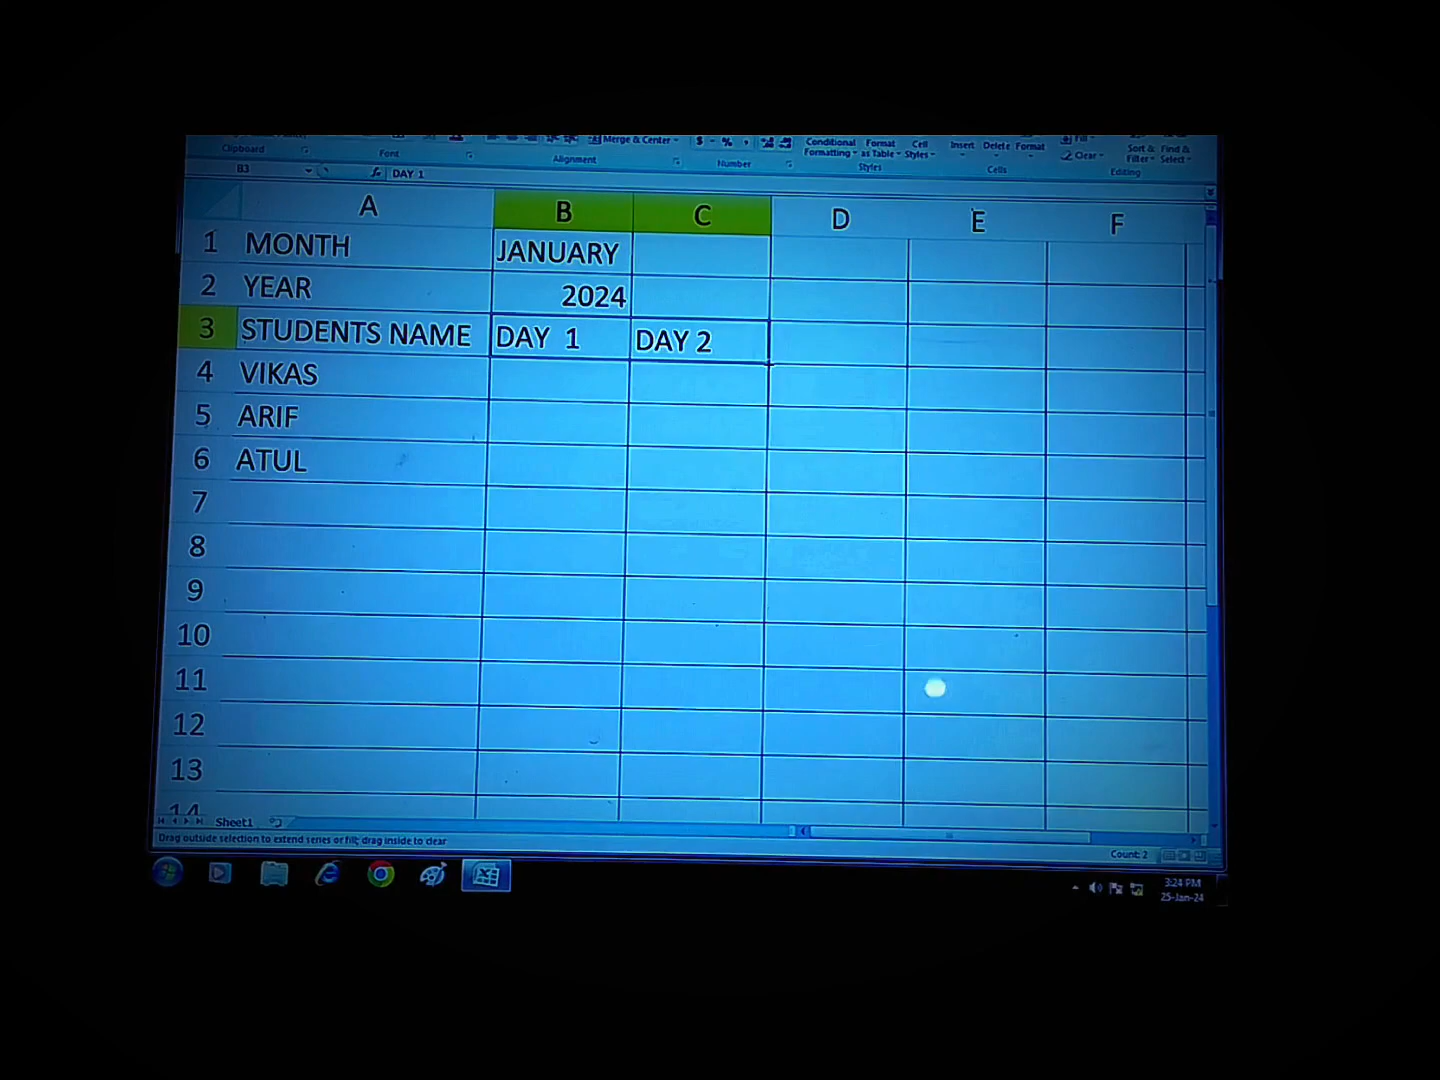 Merge & Center
$ % ,
Conditional Format Cell Insert Delete Format Fill
Formatting as Table Styles Clear Sort & Find &
Filter Select
Clipboard Font Alignment Number Styles Cells Editing
B3 fx DAY 1
A B C D E F
1 MONTH JANUARY
2 YEAR 2024
3 STUDENTS NAME DAY  1 DAY 2
4 VIKAS
5 ARIF
6 ATUL
7
8
9
10
11
12
13
14
Sheet1
Drag outside selection to extend series or fill; drag inside to clear
Count: 2
3:24 PM
25-Jan-24